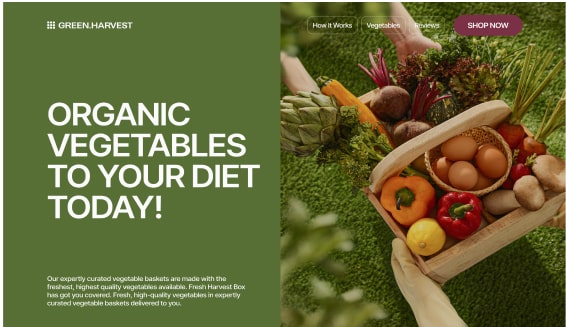 GREEN.HARVEST
How It Works
Vegetables
Reviews
SHOP NOW
ORGANIC
VEGETABLES
TO YOUR DIET
TODAY!
Our expertly curated vegetable baskets are made with the
freshest, highest quality vegetables available. Fresh Harvest Box
has got you covered. Fresh, high-quality vegetables in expertly
curated vegetable baskets delivered to you.